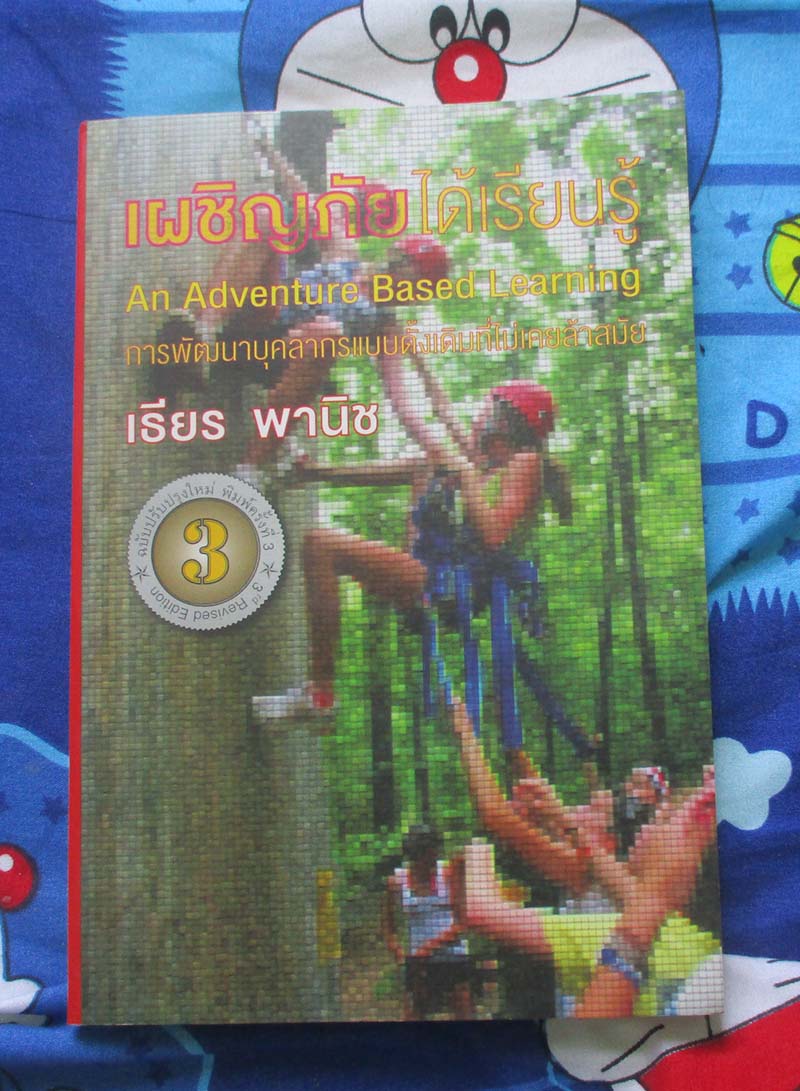 เผชิญภัยได้เรียนรู้
An Adventure Based Learning
การพัฒนาบุคลากรแบบดั้งเดิมที่ไม่เคยล้าสมัย
เธียร พานิช
ฉบับปรับปรุงใหม่ พิมพ์ครั้งที่ 3
3
3rd Revised Edition
D